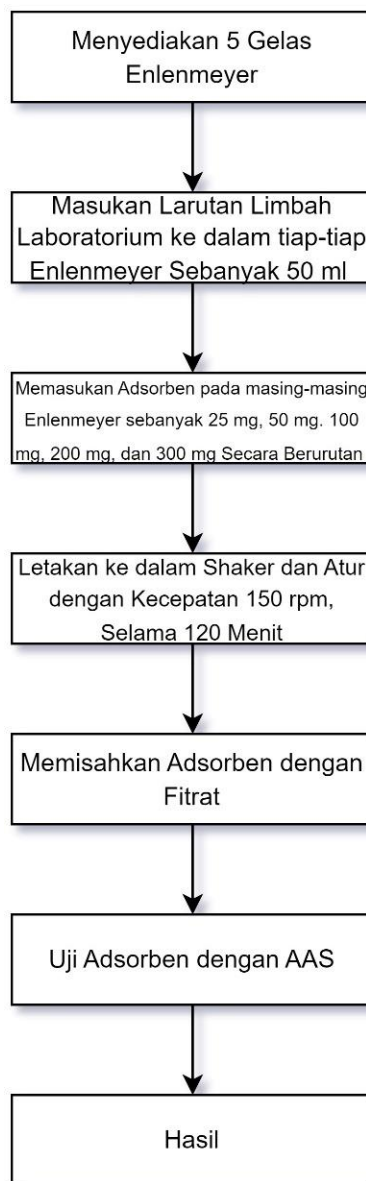 Menyediakan 5 Gelas
Enlenmeyer
Masukan Larutan Limbah
Laboratorium ke dalam tiap-tiap
Enlenmeyer Sebanyak 50 ml
Memasukan Adsorben pada masing-masing
Enlenmeyer sebanyak 25 mg, 50 mg. 100
mg, 200 mg, dan 300 mg Secara Berurutan
Letakan ke dalam Shaker dan Atur
dengan Kecepatan 150 rpm,
Selama 120 Menit
Memisahkan Adsorben dengan
Fitrat
Uji Adsorben dengan AAS
Hasil